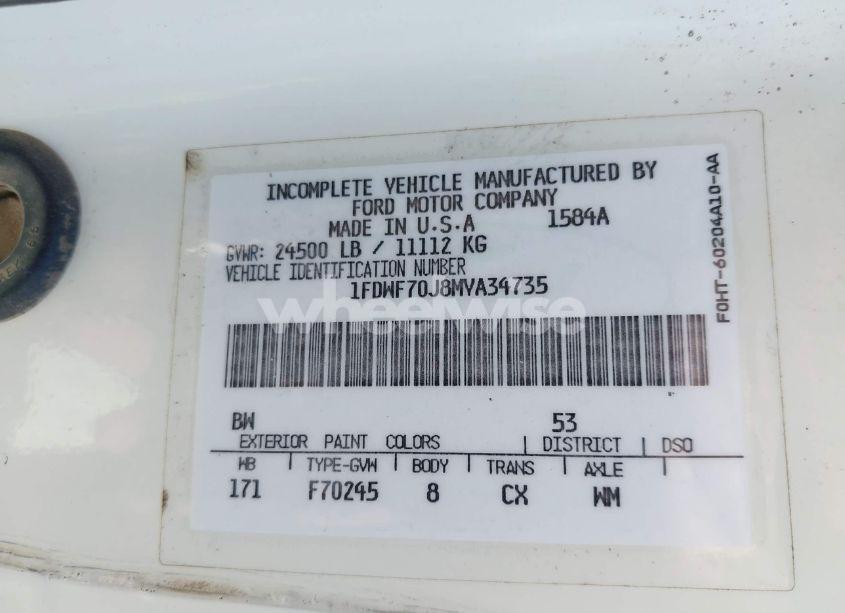 INCOMPLETE VEHICLE MANUFACTURED BY
FORD MOTOR COMPANY
MADE IN U.S.A 1584A
GVWR: 24500 LB / 11112 KG
VEHICLE IDENTIFICATION NUMBER
1FDWF70J8MVA34735
wheelwise
BW 53
EXTERIOR PAINT COLORS | DISTRICT | DSO
WB | TYPE-GVW | BODY | TRANS | AXLE |
171 F70245 8 CX WM
F0HT-60204A10-AA